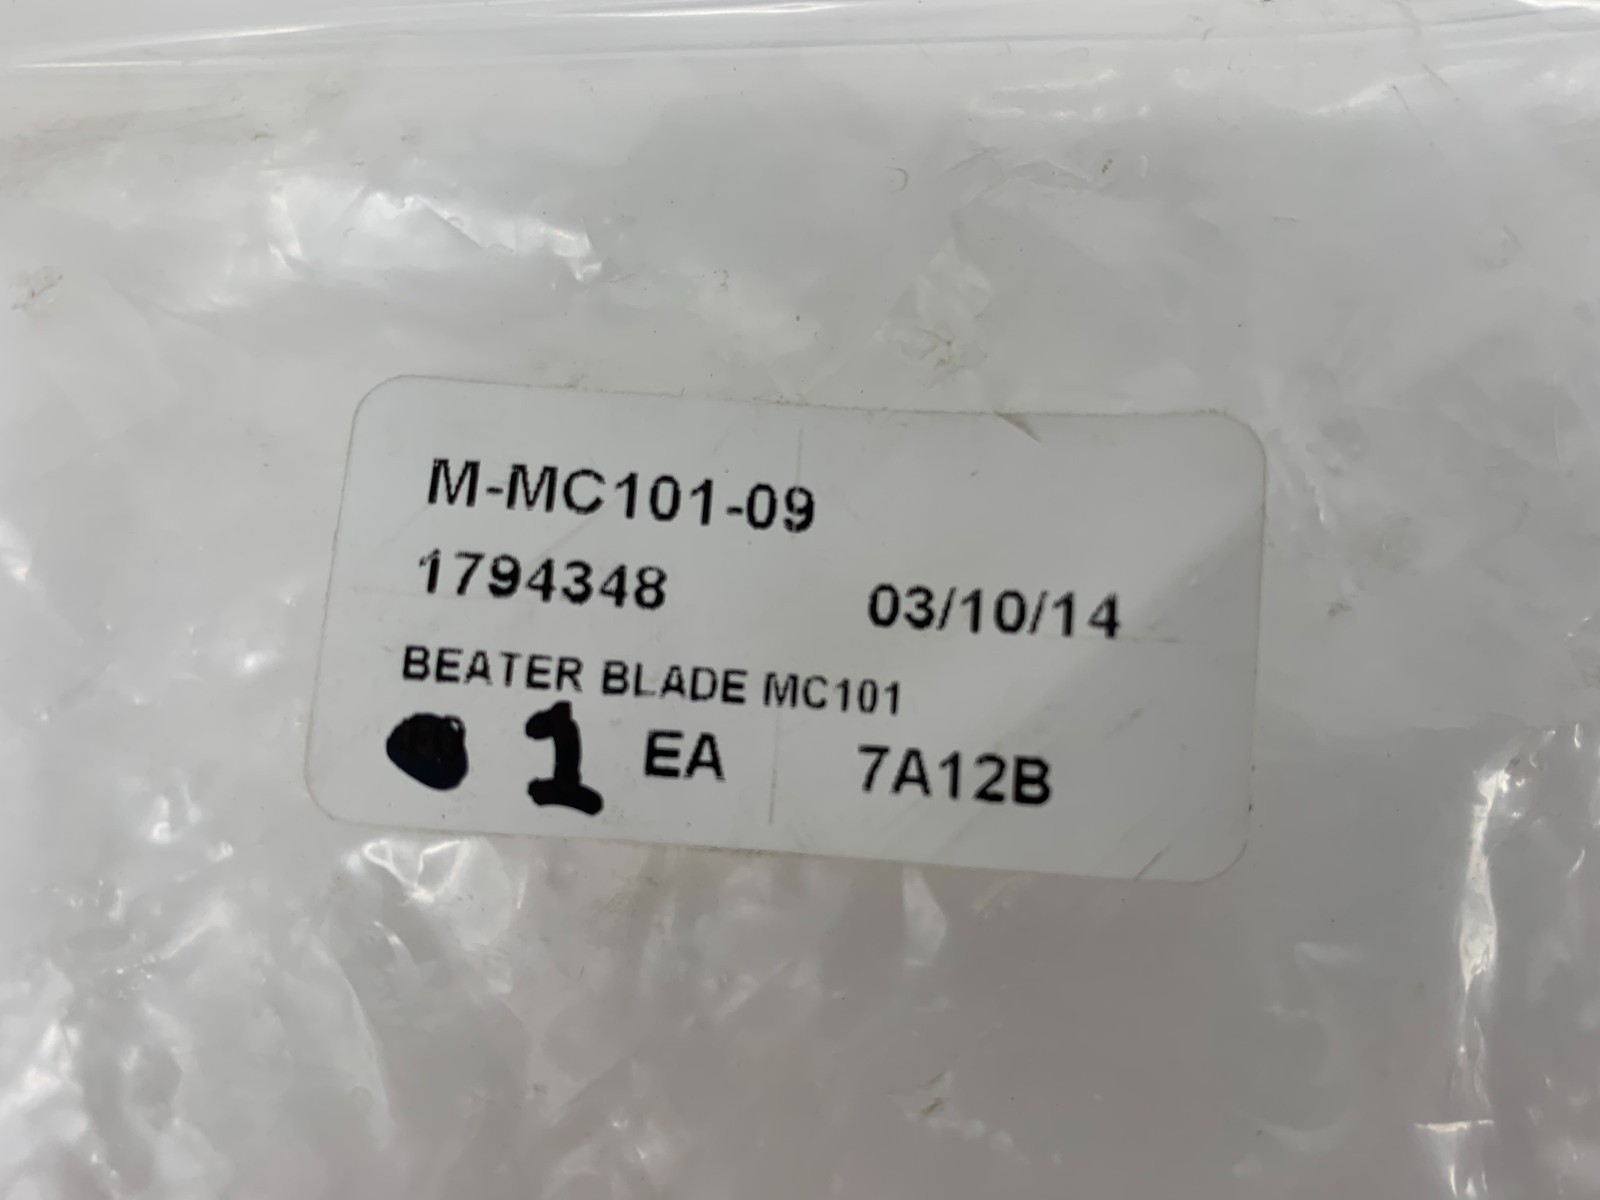 M-MC101-09
1794348 03/10/14
BEATER BLADE MC101
1 EA 7A12B